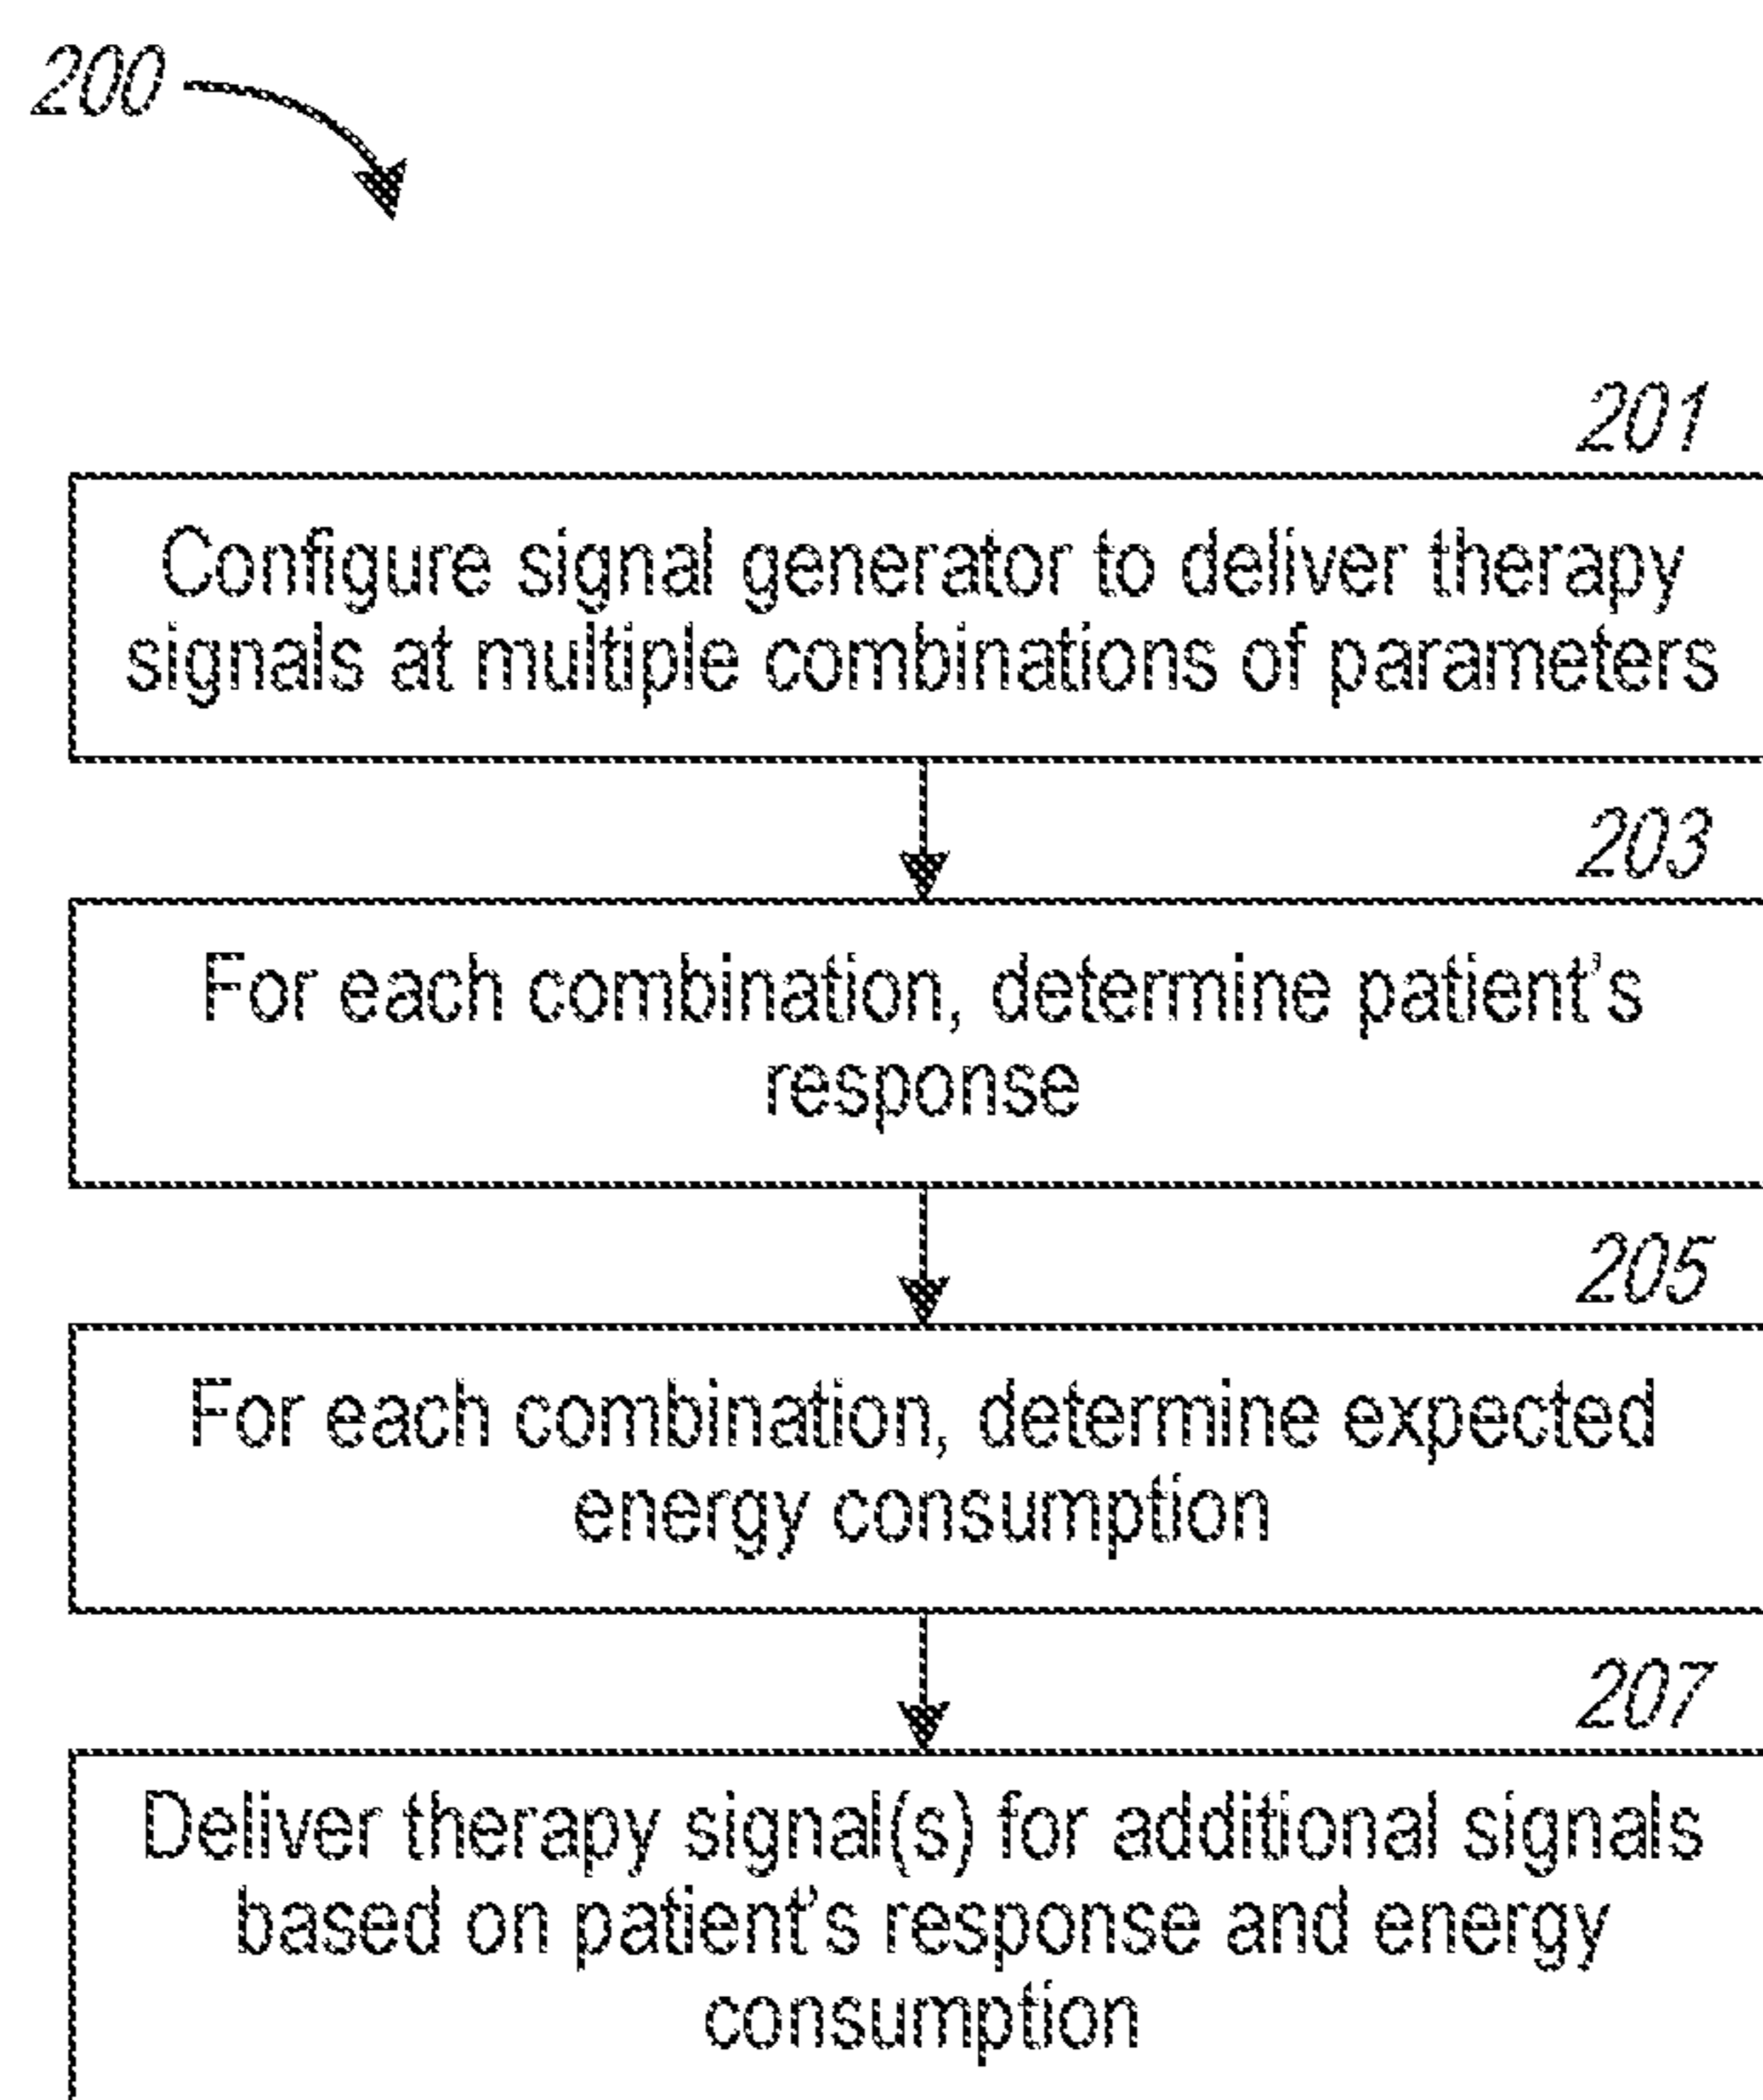 200
201
Configure signal generator to deliver therapy
signals at multiple combinations of parameters
203
For each combination, determine patient's
response
205
For each combination, determine expected
energy consumption
207
Deliver therapy signal(s) for additional signals
based on patient's response and energy
consumption